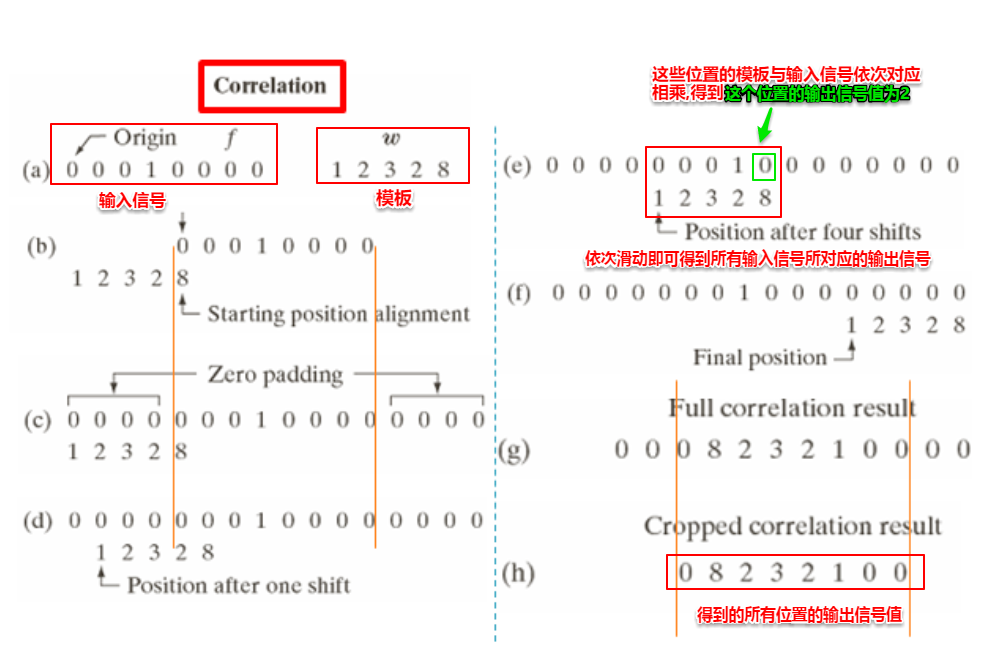 Correlation
Origin f w
(a) 0 0 0 1 0 0 0 0 1 2 3 2 8
输入信号 模板
(b) 0 0 0 1 0 0 0 0
1 2 3 2 8
Starting position alignment
Zero padding
(c) 0 0 0 0 0 0 0 1 0 0 0 0 0 0 0 0
1 2 3 2 8
(d) 0 0 0 0 0 0 0 1 0 0 0 0 0 0 0 0
1 2 3 2 8
Position after one shift
这些位置的模板与输入信号依次对应
相乘,得到这个位置的输出信号值为2
(e) 0 0 0 0 0 0 0 1 0 0 0 0 0 0 0 0
1 2 3 2 8
Position after four shifts
依次滑动即可得到所有输入信号所对应的输出信号
(f) 0 0 0 0 0 0 0 1 0 0 0 0 0 0 0 0
1 2 3 2 8
Final position
Full correlation result
(g) 0 0 0 8 2 3 2 1 0 0 0 0
Cropped correlation result
(h) 0 8 2 3 2 1 0 0
得到的所有位置的输出信号值